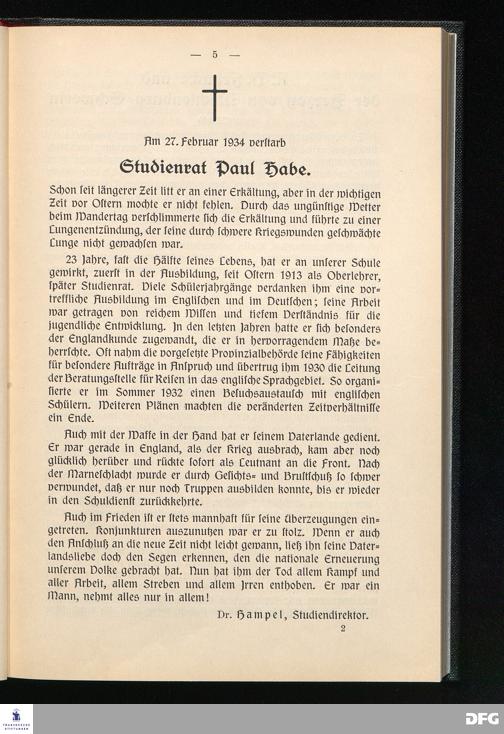 — 5 —
Am 27. Februar 1934 verstarb
Studienrat Paul Habe.
Schon seit längerer Zeit litt er an einer Erkältung, aber in der wichtigen
Zeit vor Ostern mochte er nicht fehlen. Durch das ungünstige Wetter
beim Wandertag verschlimmerte sich die Erkältung und führte zu einer
Lungenentzündung, der seine durch schwere Kriegswunden geschwächte
Lunge nicht gewachsen war.
23 Jahre, fast die Hälfte seines Lebens, hat er an unserer Schule
gewirkt, zuerst in der Ausbildung, seit Ostern 1913 als Oberlehrer,
später Studienrat. Viele Schülerjahrgänge verdanken ihm eine vor-
treffliche Ausbildung im Englischen und im Deutschen; seine Arbeit
war getragen von reichem Wissen und tiefem Verständnis für die
jugendliche Entwicklung. In den letzten Jahren hatte er sich besonders
der Englandkunde zugewandt, die er in hervorragendem Maße be-
herrschte. Oft nahm die vorgesetzte Provinzialbehörde seine Fähigkeiten
für besondere Aufträge in Anspruch und übertrug ihm 1930 die Leitung
der Beratungsstelle für Reisen in das englische Sprachgebiet. So organi-
sierte er im Sommer 1932 einen Besuchsaustausch mit englischen
Schülern. Weiteren Plänen machten die veränderten Zeitverhältnisse
ein Ende.
Auch mit der Waffe in der Hand hat er seinem Vaterlande gedient.
Er war gerade in England, als der Krieg ausbrach, kam aber noch
glücklich herüber und rückte sofort als Leutnant an die Front. Nach
der Marneschlacht wurde er durch Gesichts- und Brustschuß so schwer
verwundet, daß er nur noch Truppen ausbilden konnte, bis er wieder
in den Schuldienst zurückkehrte.
Auch im Frieden ist er stets mannhaft für seine Überzeugungen ein-
getreten. Konjunkturen auszunutzen war er zu stolz. Wenn er auch
den Anschluß an die neue Zeit nicht leicht gewann, ließ ihn seine Vater-
landsliebe doch den Segen erkennen, den die nationale Erneuerung
unserem Volke gebracht hat. Nun hat ihm der Tod allem Kampf und
aller Arbeit, allem Streben und allem Irren enthoben. Er war ein
Mann, nehmt alles nur in allem!
Dr. Hampel, Studiendirektor.
2
FRANCKESCHE
STIFTUNGEN
DFG